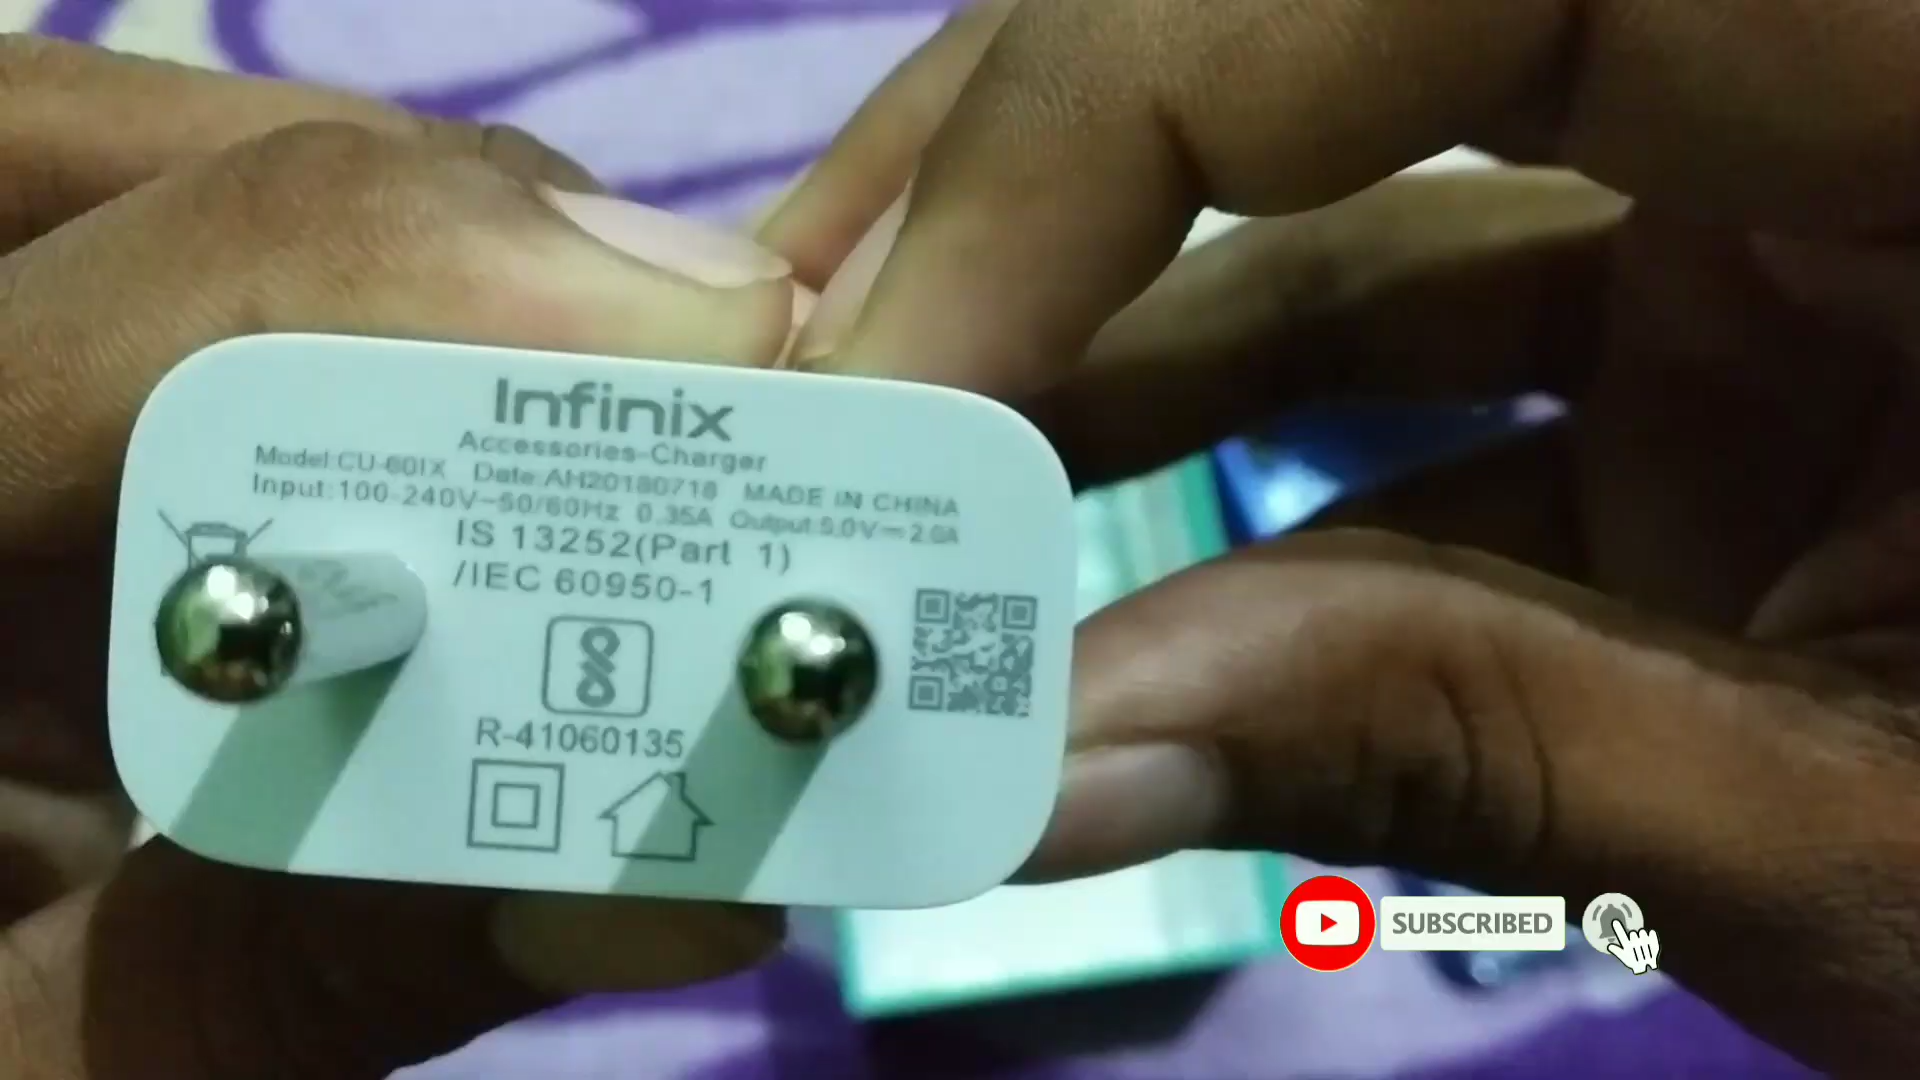 Infinix
Accessories-Charger
Model:CU-60IX Date:AH20180718 MADE IN CHINA
Input:100-240V~50/60Hz 0.35A Output:5.0V⎓2.0A
IS 13252(Part 1)
/IEC 60950-1
R-41060135
SUBSCRIBED